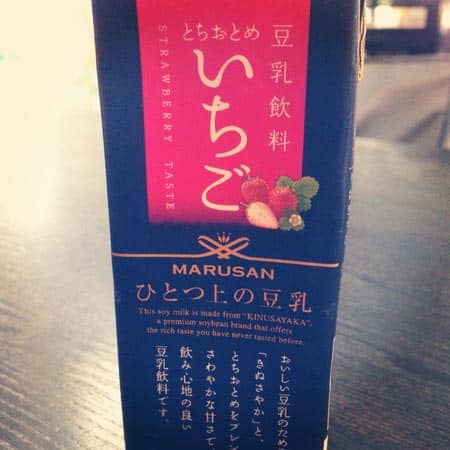 豆乳飲料
とちおとめ
いちご
STRAWBERRY TASTE
MARUSAN
ひとつ上の豆乳
This soy milk is made from "KINUSAYAKA",
a premium soybean brand that offers
the rich taste you have never tasted before.
おいしい豆乳のため
「きぬさやか」と、
とちおとめをブレン
さわやかな甘さで、
飲み心地の良い
豆乳飲料です。